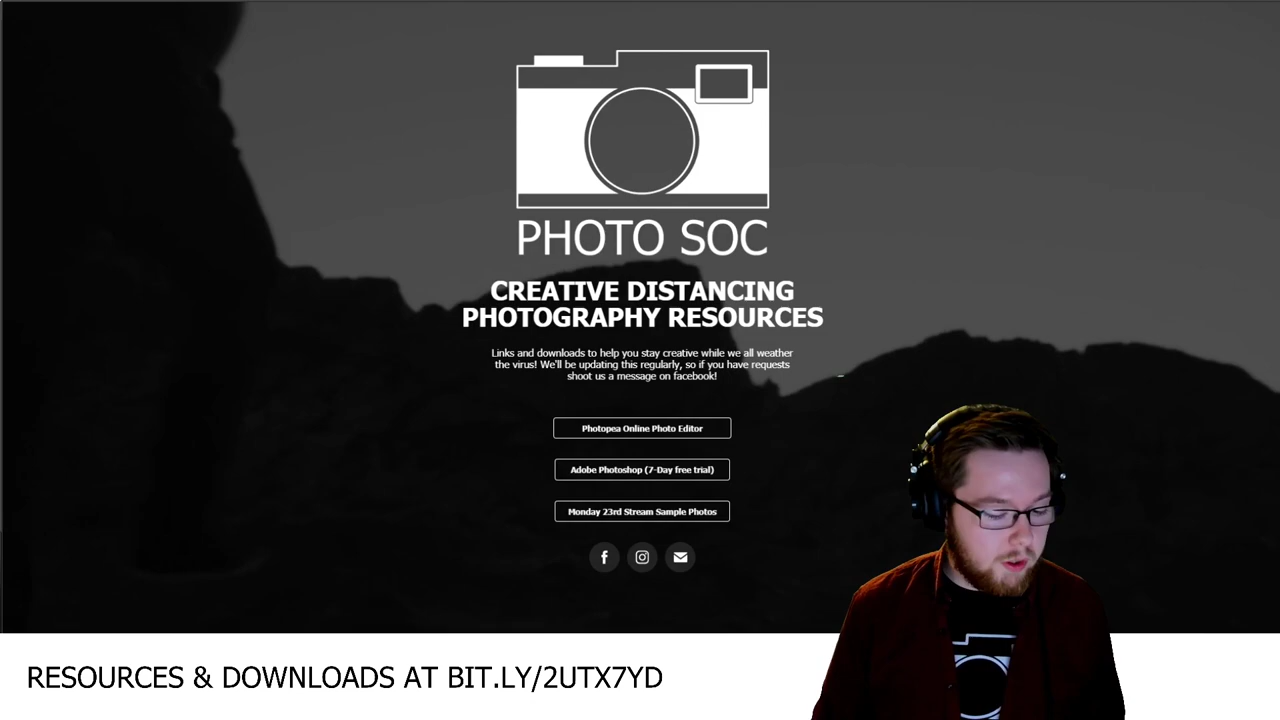 PHOTO SOC
CREATIVE DISTANCING
PHOTOGRAPHY RESOURCES
Links and downloads to help you stay creative while we all weather
the virus! We'll be updating this regularly, so if you have requests
shoot us a message on facebook!
Photopea Online Photo Editor
Adobe Photoshop (7-Day free trial)
Monday 23rd Stream Sample Photos
RESOURCES & DOWNLOADS AT BIT.LY/2UTX7YD